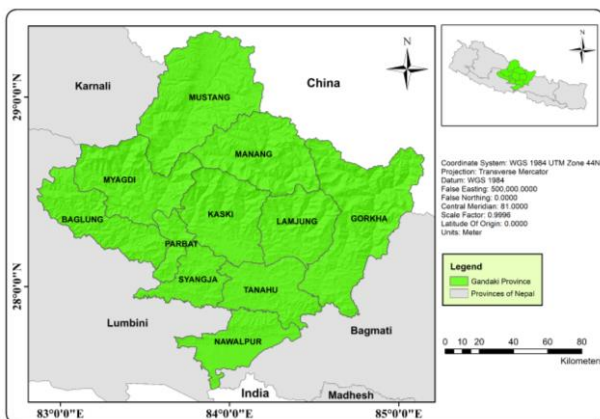 N
Karnali
China
29°0'0"N
MUSTANG
MANANG
MYAGDI
BAGLUNG
KASKI
LAMJUNG
GORKHA
PARBAT
SYANGJA
TANAHU
28°0'0"N
Lumbini
Bagmati
NAWALPUR
India
Madhesh
83°0'0"E
84°0'0"E
85°0'0"E
N
Coordinate System: WGS 1984 UTM Zone 44N
Projection: Transverse Mercator
Datum: WGS 1984
False Easting: 500,000.0000
False Northing: 0.0000
Central Meridian: 81.0000
Scale Factor: 0.9996
Latitude Of Origin: 0.0000
Units: Meter
Legend
Gandaki Province
Provinces of Nepal
0 10 20 40 60 80
Kilometers